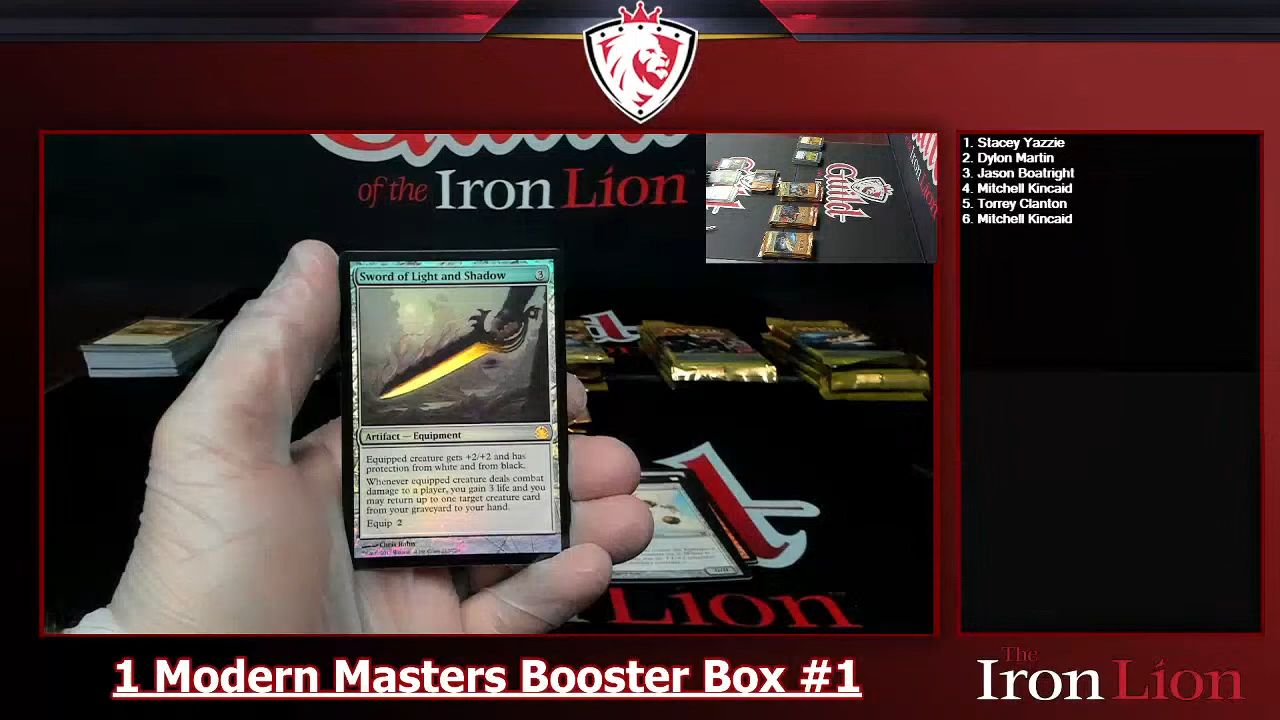 of the Iron Lion
Guild
1. Stacey Yazzie
2. Dylon Martin
3. Jason Boatright
4. Mitchell Kincaid
5. Torrey Clanton
6. Mitchell Kincaid
Sword of Light and Shadow 3
Artifact — Equipment
Equipped creature gets +2/+2 and has
protection from white and from black.
Whenever equipped creature deals combat
damage to a player, you gain 3 life and you
may return up to one target creature card
from your graveyard to your hand.
Equip 2
Chris Rahn
Iron Lion
1 Modern Masters Booster Box #1
The
Iron Lion